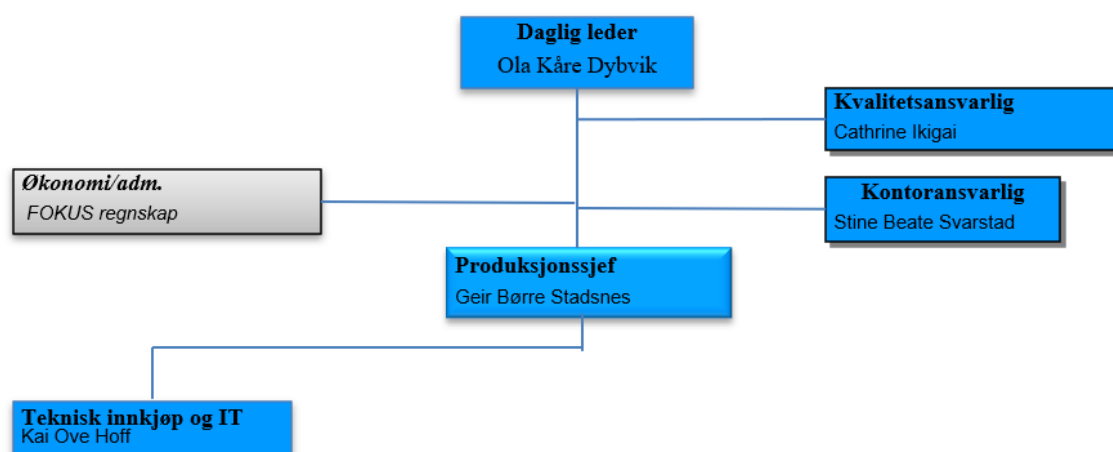 Daglig leder
Ola Kåre Dybvik
Kvalitetsansvarlig
Cathrine Ikigai
Økonomi/adm.
FOKUS regnskap
Kontoransvarlig
Stine Beate Svarstad
Produksjonssjef
Geir Børre Stadsnes
Teknisk innkjøp og IT
Kai Ove Hoff